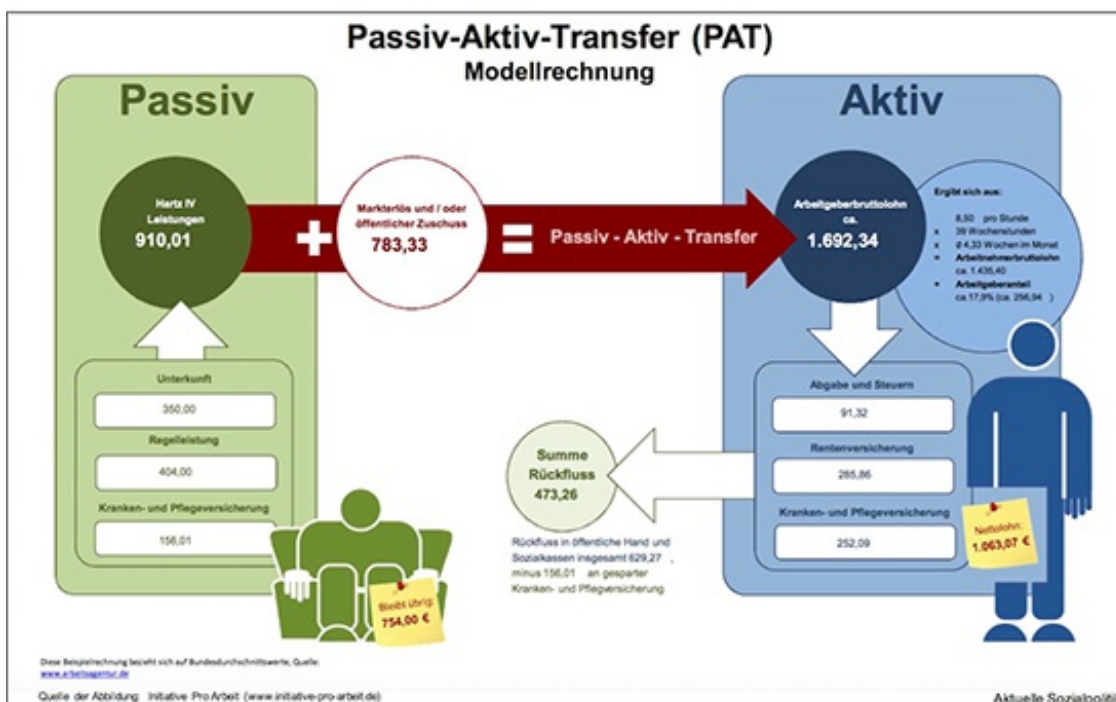 Passiv-Aktiv-Transfer (PAT)
Modellrechnung
Passiv
Hartz IV
Leistungen
910,01
Unterkunft
350,00
Regelleistung
404,00
Kranken- und Pflegeversicherung
156,01
Bleibt übrig:
754,00 €
+
Markterlös und / oder
öffentlicher Zuschuss
783,33
=
Passiv - Aktiv - Transfer
Aktiv
Arbeitgeberbruttolohn
ca.
1.692,34
Ergibt sich aus:
8,50 pro Stunde
x 39 Wochenstunden
x ø 4,33 Wochen im Monat
= Arbeitnehmerbruttolohn
ca. 1.435,40
+ Arbeitgeberanteil
ca.17,9% (ca. 256,94 )
Abgabe und Steuern
91,32
Rentenversicherung
285,86
Kranken- und Pflegeversicherung
252,09
Nettolohn:
1.063,07 €
Summe
Rückfluss
473,26
Rückfluss in öffentliche Hand und
Sozialkassen insgesamt 629,27 ,
minus 156,01 an gesparter
Kranken- und Pflegversicherung
Diese Beispielrechnung bezieht sich auf Bundesdurchschnittswerte, Quelle:
www.arbeitsagentur.de
Quelle der Abbildung: Initiative Pro Arbeit (www.initiative-pro-arbeit.de)
Aktuelle Sozialpolitik